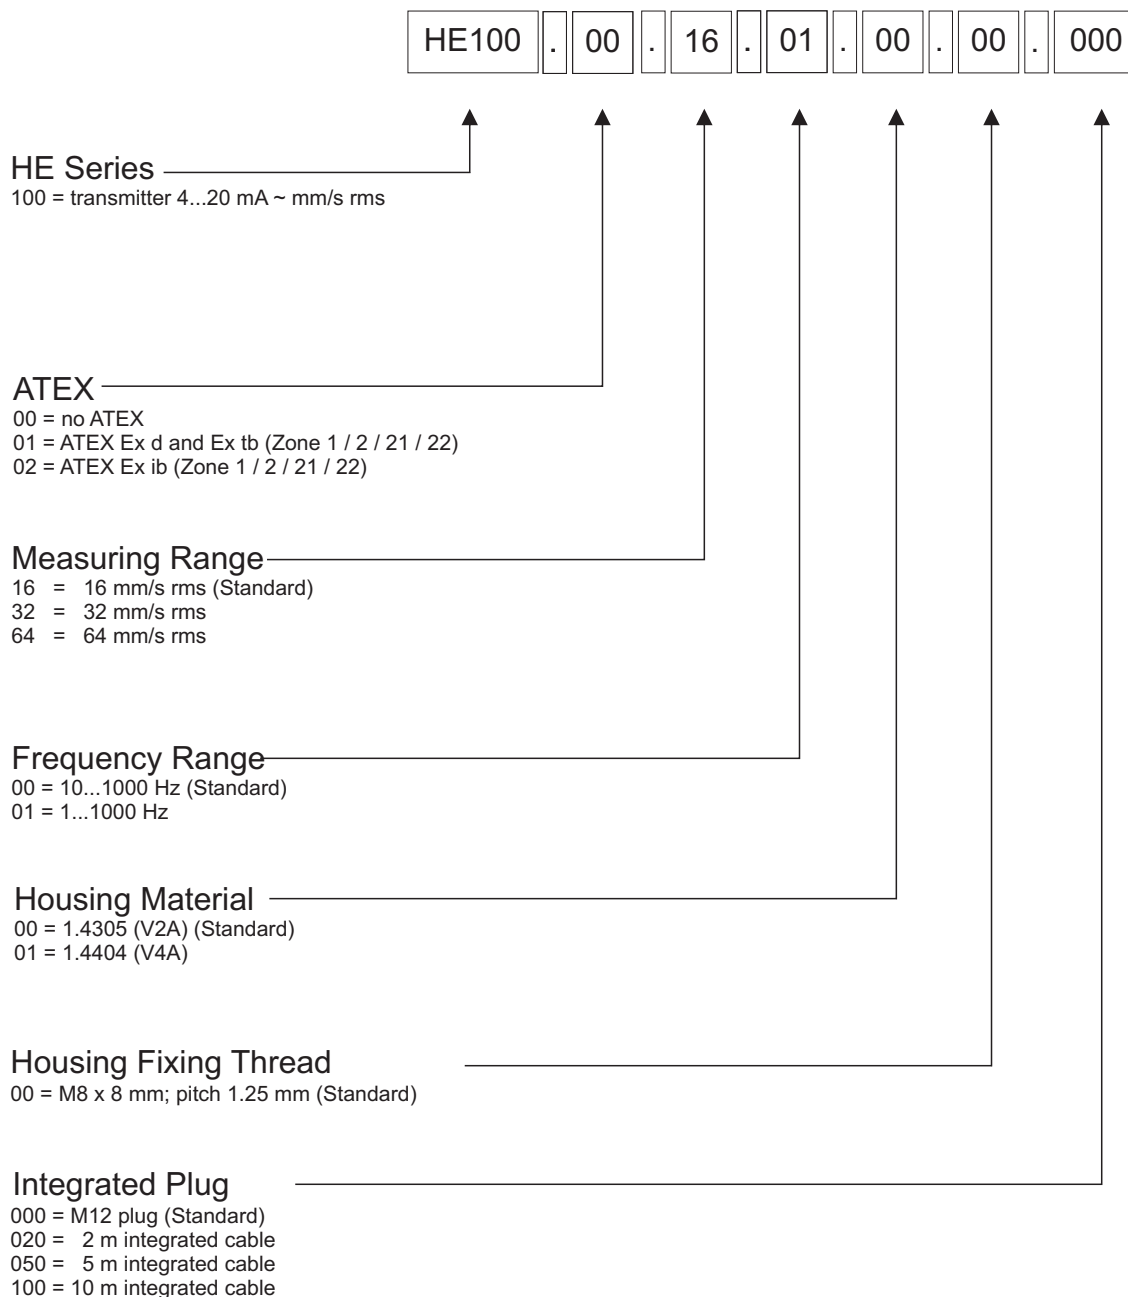 HE100 . 00 . 16 . 01 . 00 . 00 . 000
HE Series
100 = transmitter 4...20 mA ~ mm/s rms
ATEX
00 = no ATEX
01 = ATEX Ex d and Ex tb (Zone 1 / 2 / 21 / 22)
02 = ATEX Ex ib (Zone 1 / 2 / 21 / 22)
Measuring Range
16 = 16 mm/s rms (Standard)
32 = 32 mm/s rms
64 = 64 mm/s rms
Frequency Range
00 = 10...1000 Hz (Standard)
01 = 1...1000 Hz
Housing Material
00 = 1.4305 (V2A) (Standard)
01 = 1.4404 (V4A)
Housing Fixing Thread
00 = M8 x 8 mm; pitch 1.25 mm (Standard)
Integrated Plug
000 = M12 plug (Standard)
020 = 2 m integrated cable
050 = 5 m integrated cable
100 = 10 m integrated cable